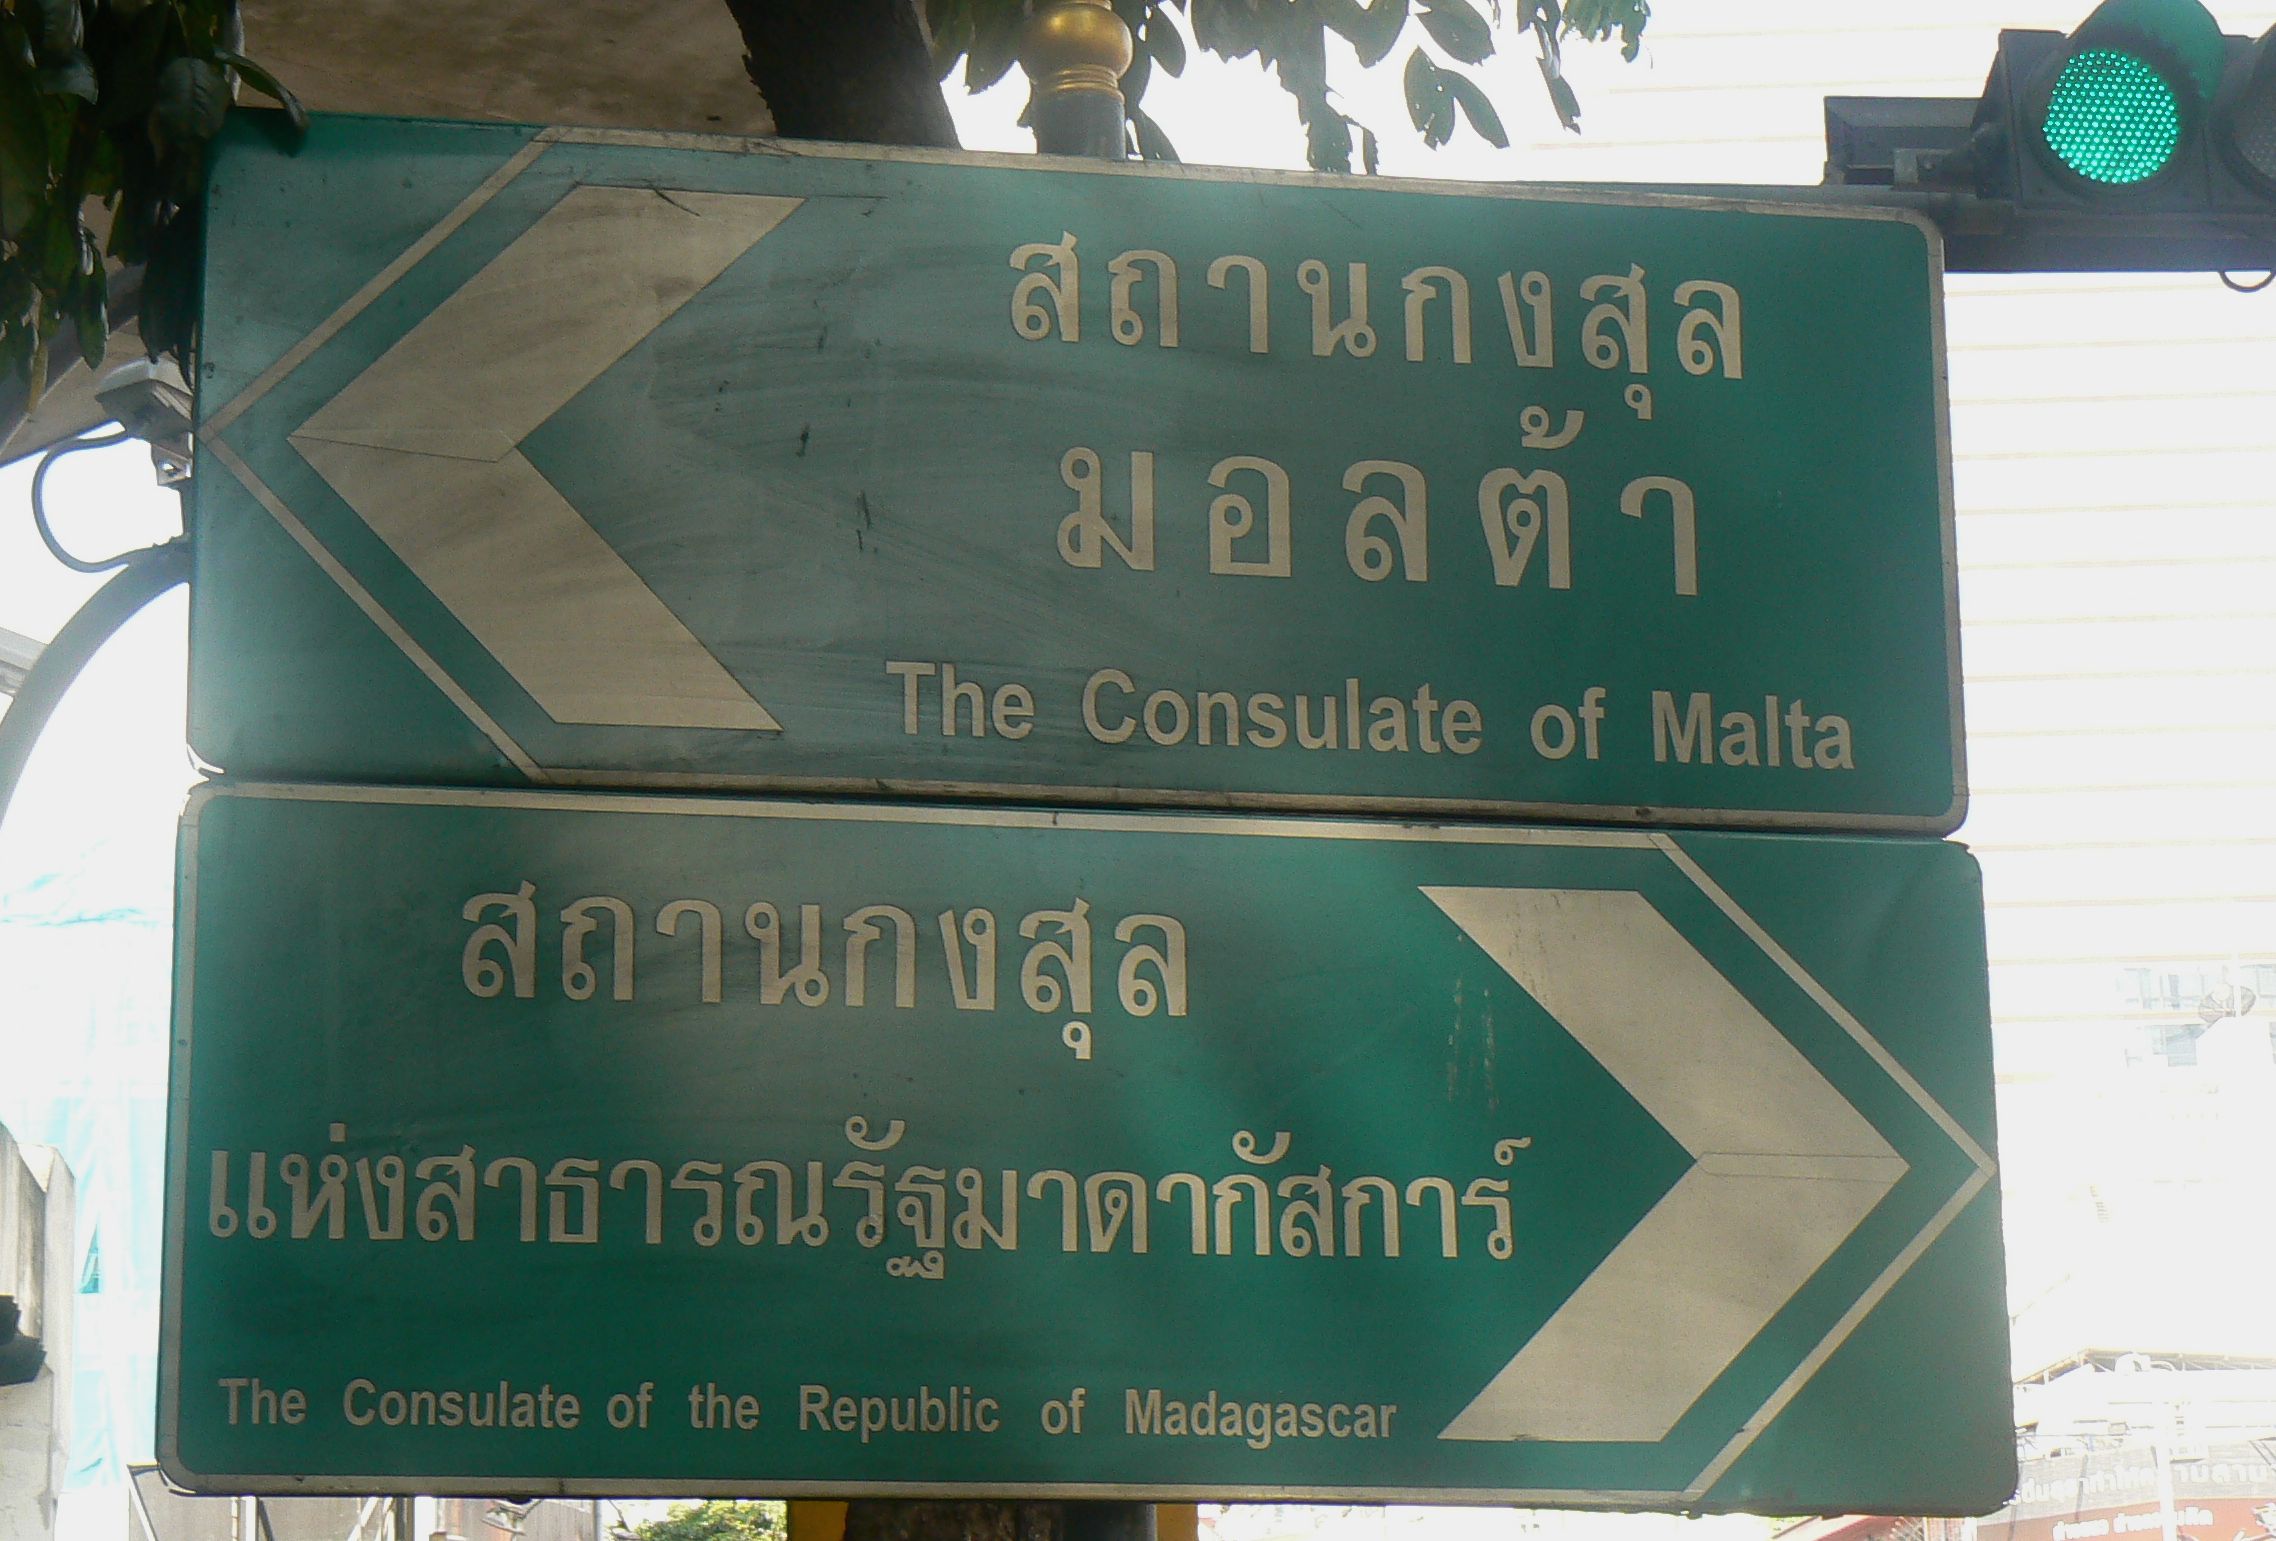 สถานกงสุล
มอลต้า
The Consulate of Malta
สถานกงสุล
แห่งสาธารณรัฐมาดากัสการ์
The Consulate of the Republic of Madagascar